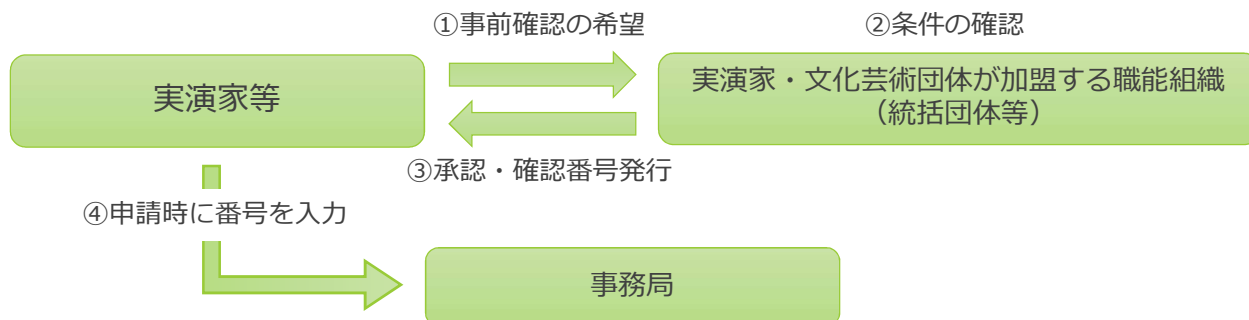 ①事前確認の希望
②条件の確認
実演家等
実演家・文化芸術団体が加盟する職能組織
（統括団体等）
③承認・確認番号発行
④申請時に番号を入力
事務局